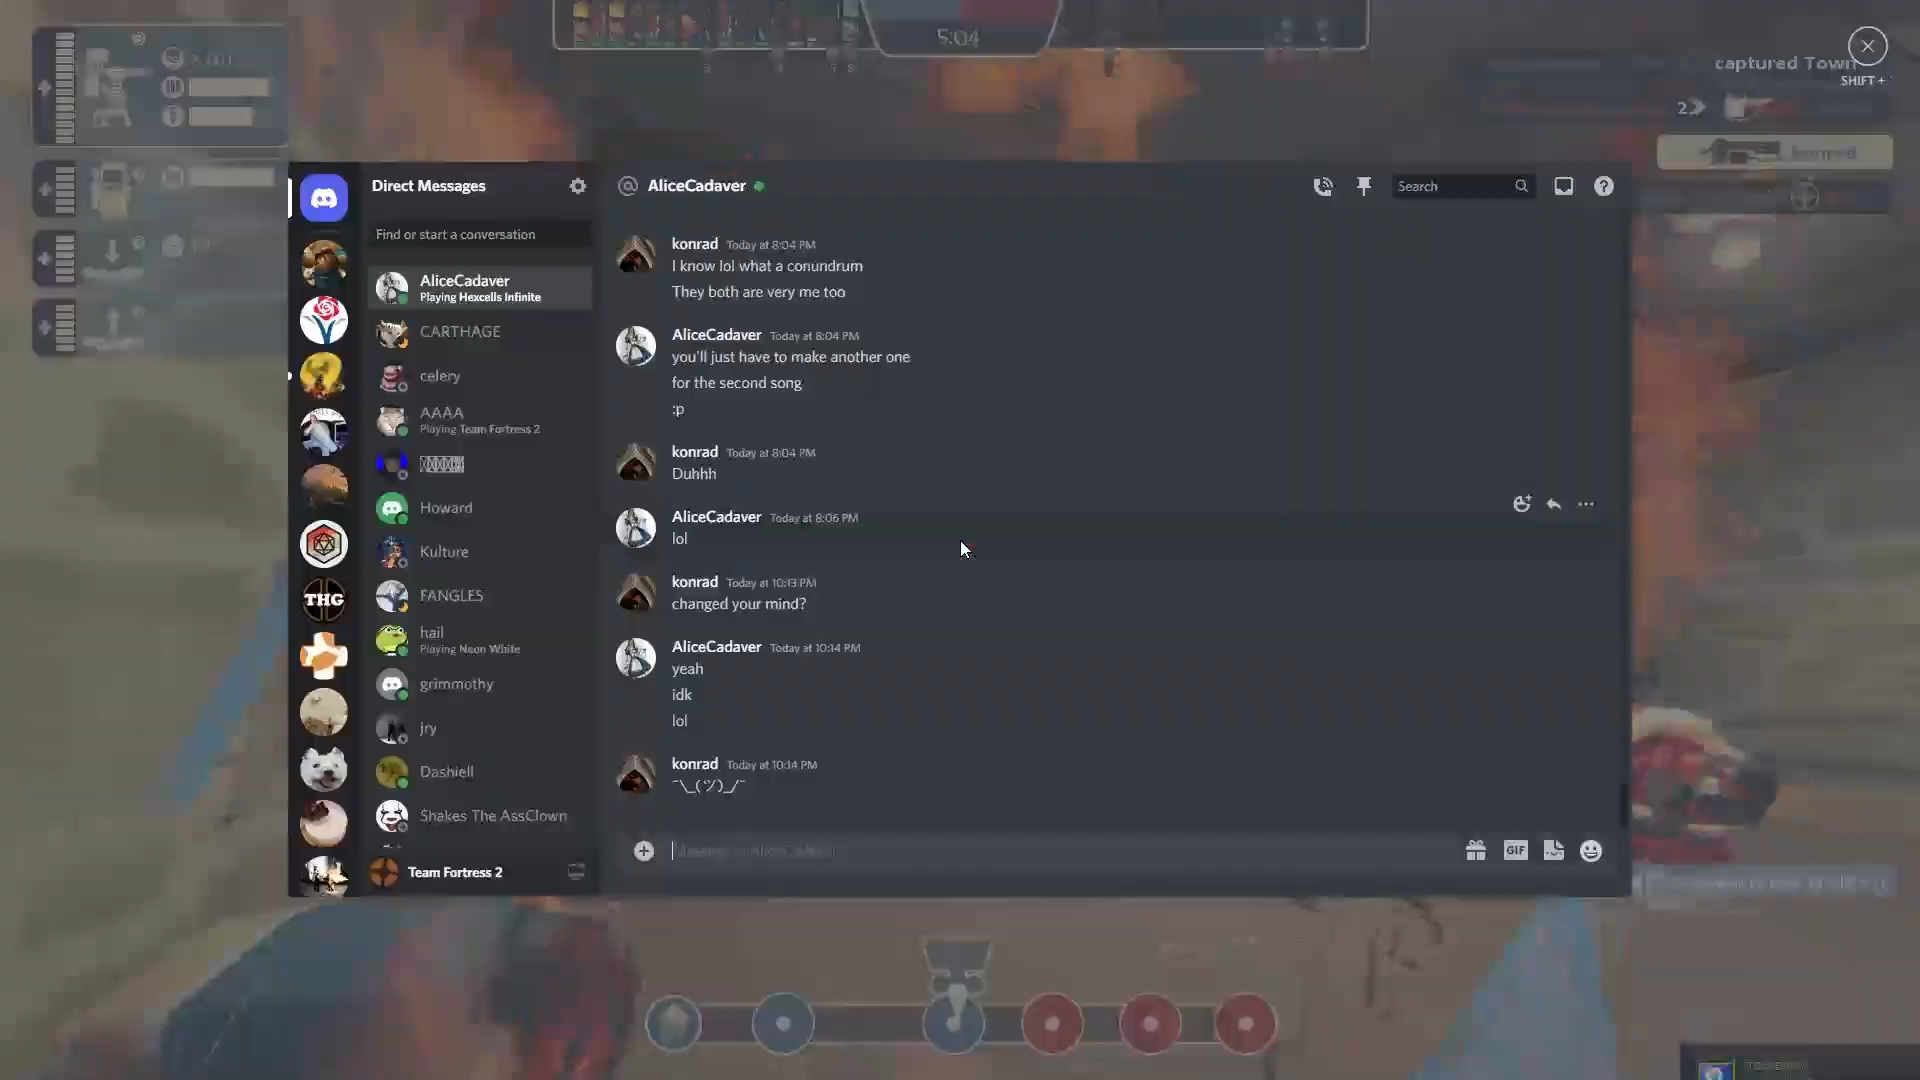 5:04
captured Town
SHIFT +
2
konrad
Direct Messages
Find or start a conversation
AliceCadaver
Playing Hexcells Infinite
CARTHAGE
celery
AAAA
Playing Team Fortress 2
Howard
Kulture
FANGLES
hail
Playing Neon White
grimmothy
jry
Dashiell
Shakes The AssClown
Team Fortress 2
THG
AliceCadaver
Search
konrad Today at 8:04 PM
I know lol what a conundrum
They both are very me too
AliceCadaver Today at 8:04 PM
you'll just have to make another one
for the second song
:p
konrad Today at 8:04 PM
Duhhh
AliceCadaver Today at 8:06 PM
lol
konrad Today at 10:13 PM
changed your mind?
AliceCadaver Today at 10:14 PM
yeah
idk
lol
konrad Today at 10:14 PM
¯\_(ツ)_/¯
GIF